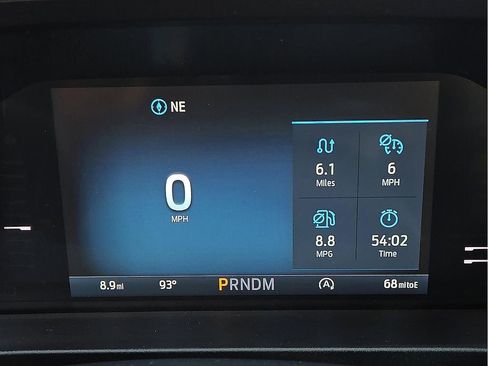 NE
0
MPH
6.1
Miles
6
MPH
8.8
MPG
54:02
Time
8.9mi 93° PRNDM A 68mitoE